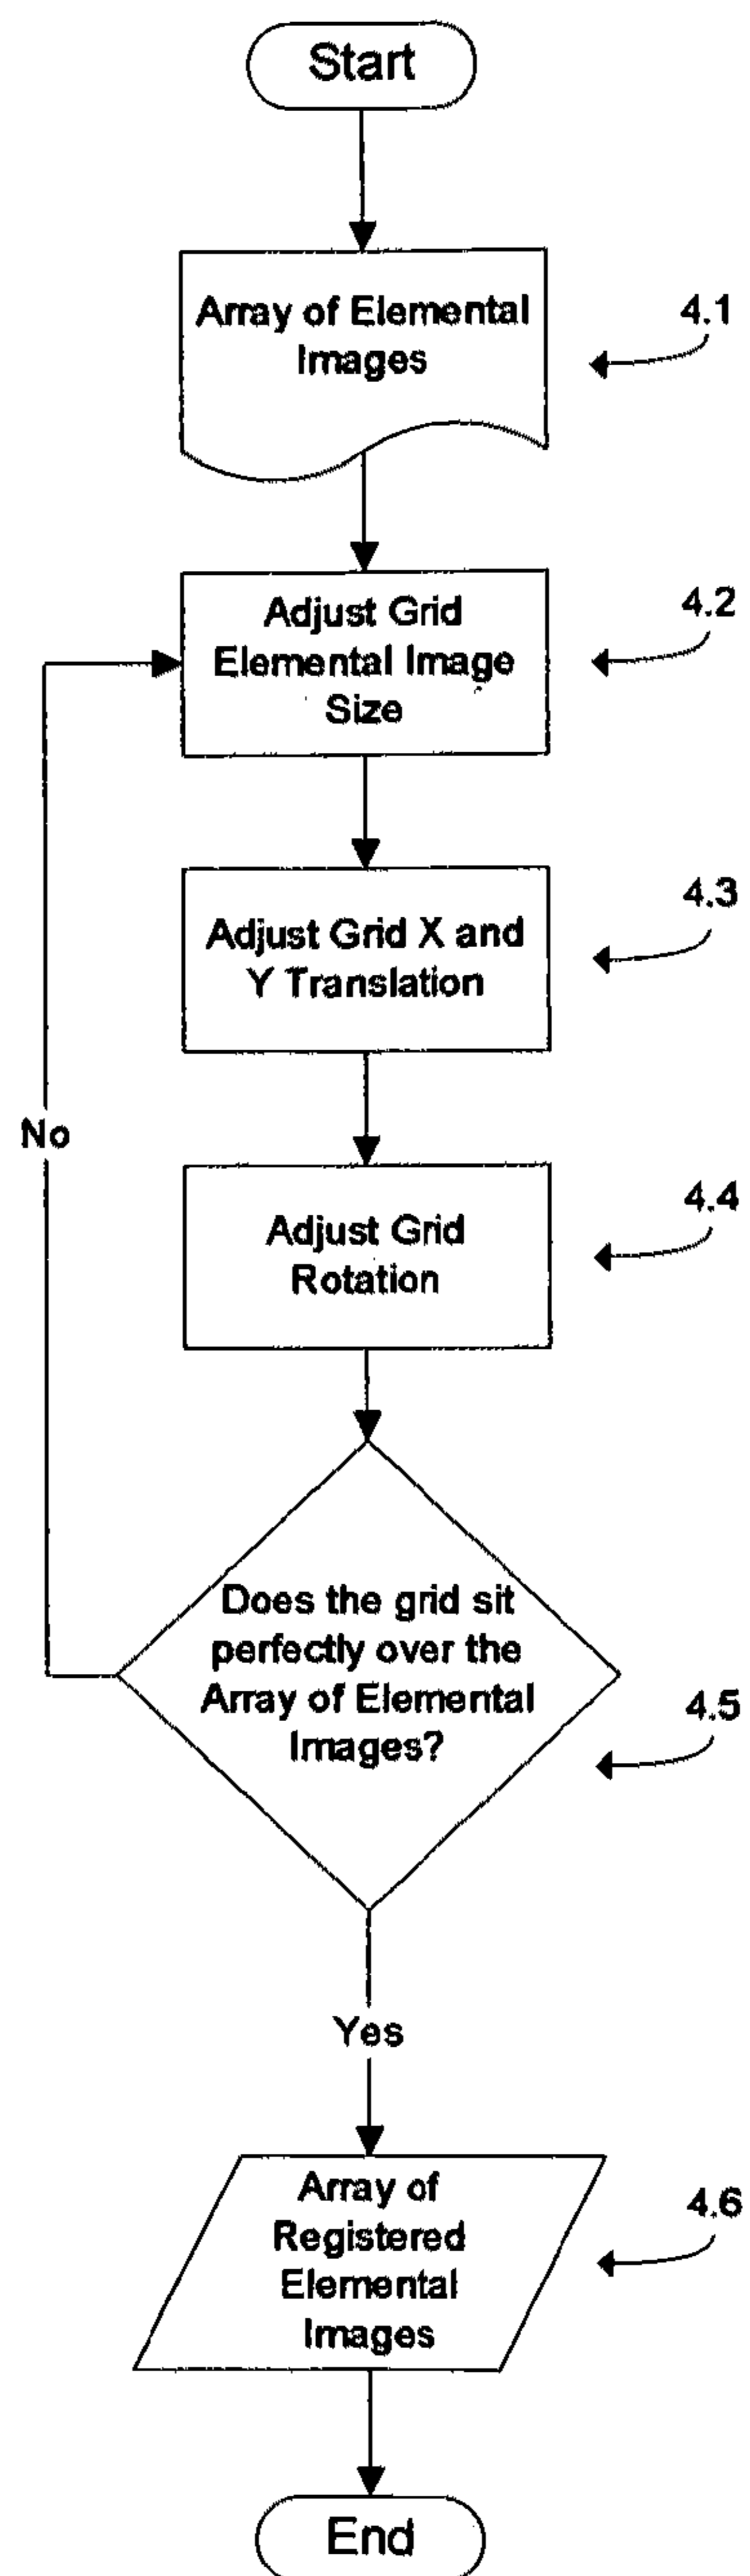 Start
Array of Elemental
Images
4.1
Adjust Grid
Elemental Image
Size
4.2
Adjust Grid X and
Y Translation
4.3
No
Adjust Grid
Rotation
4.4
Does the grid sit
perfectly over the
Array of Elemental
Images?
4.5
Yes
Array of
Registered
Elemental
Images
4.6
End